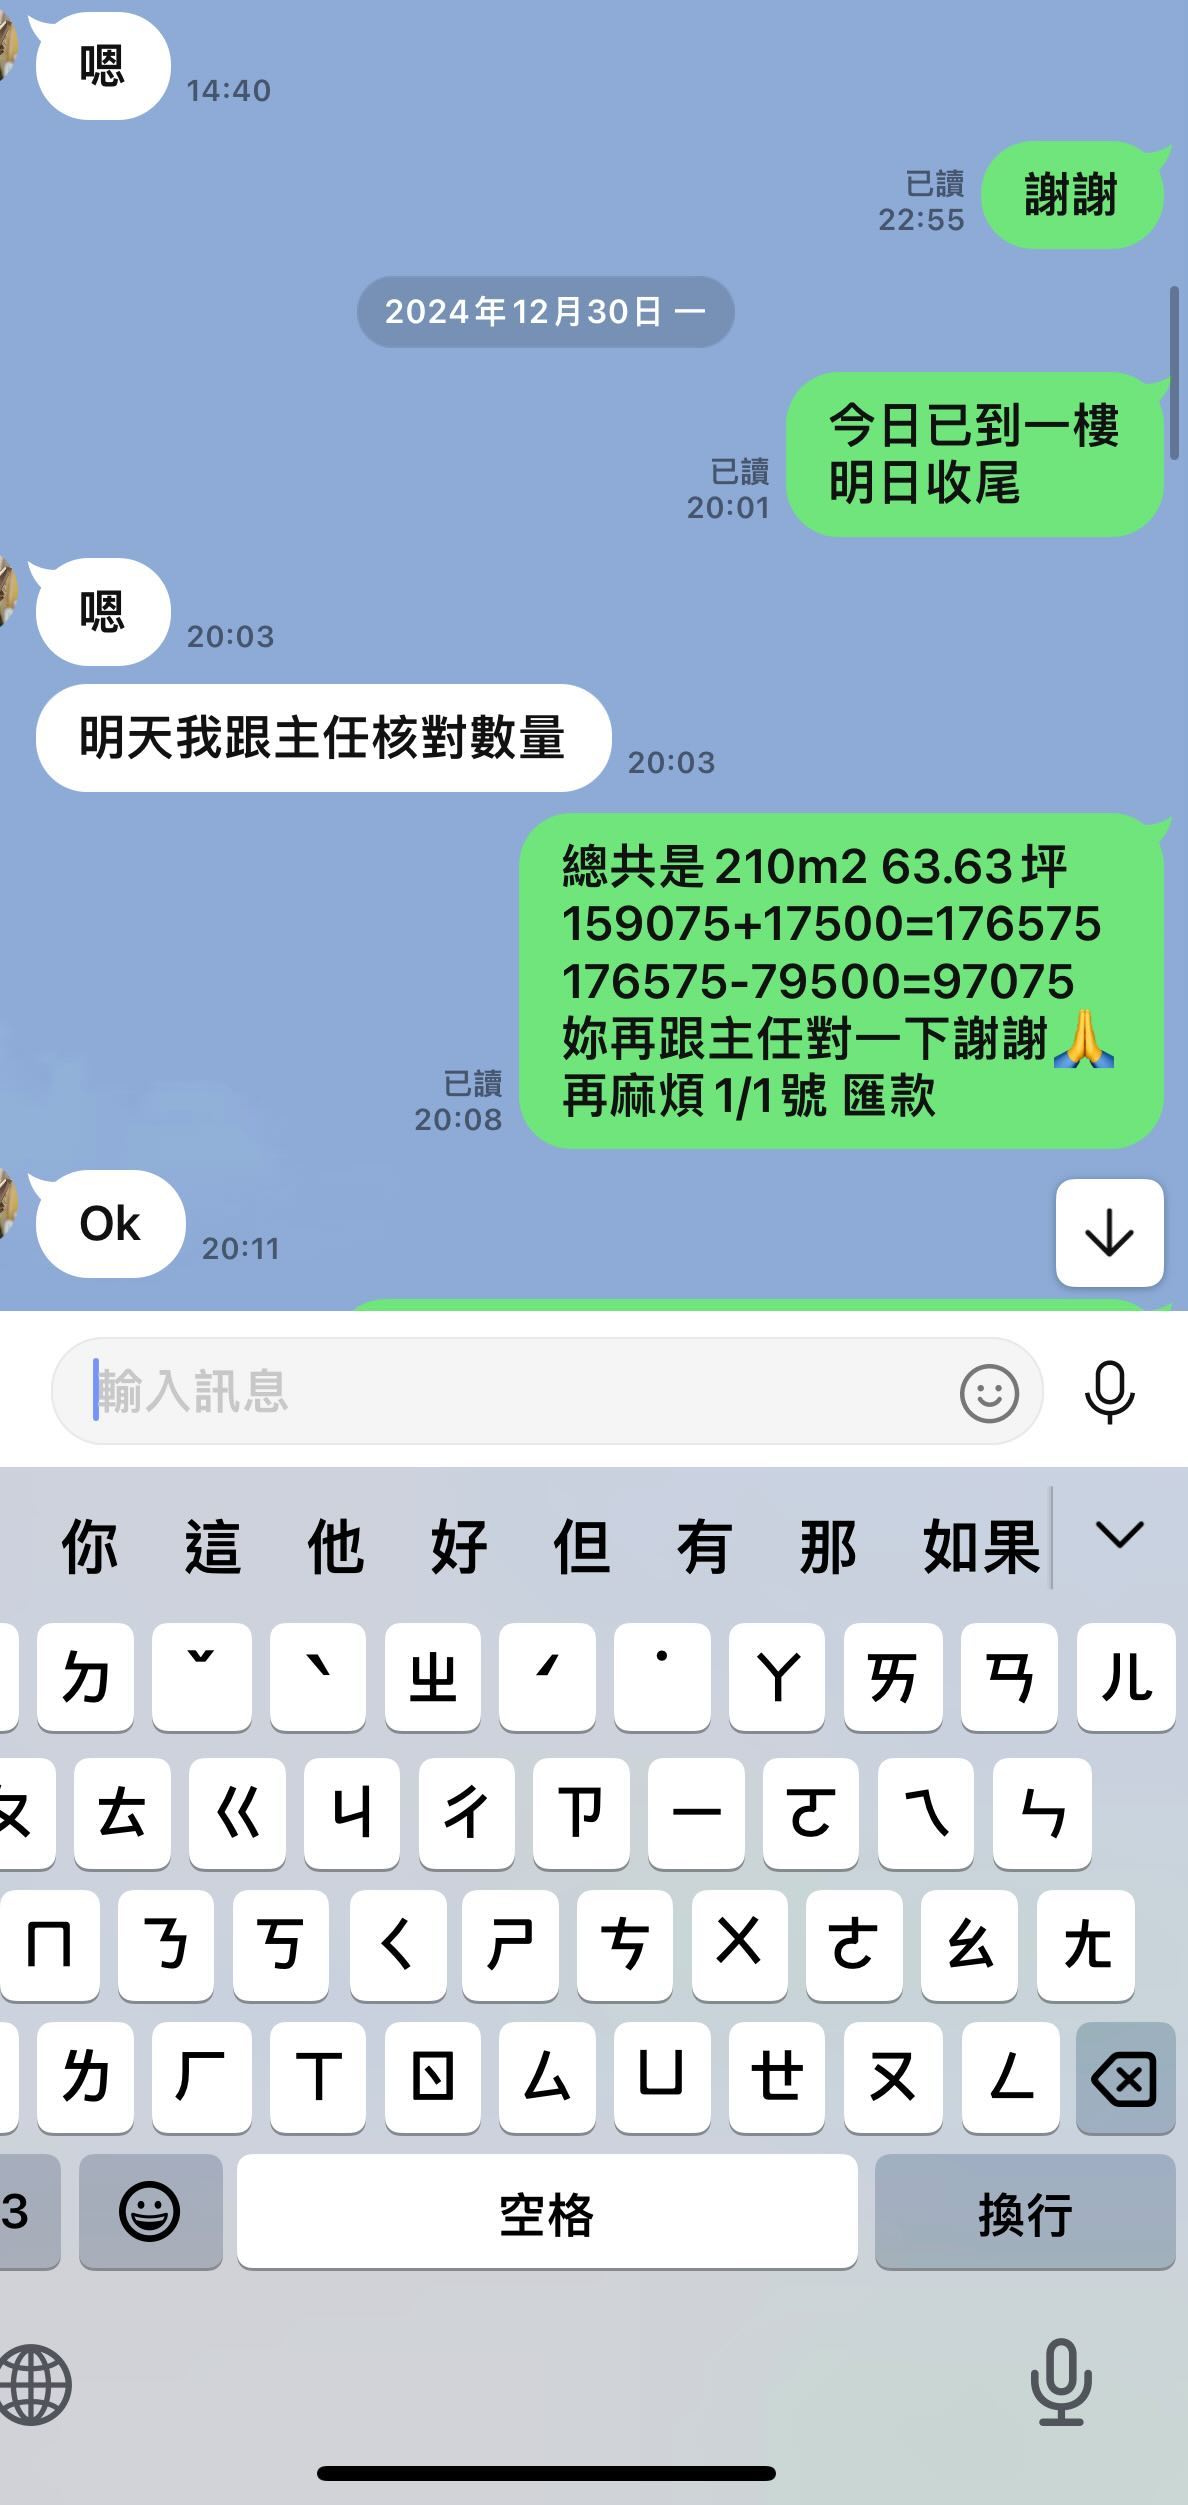 嗯
14:40
謝謝
已讀
22:55
2024年12月30日 一
今日已到一樓
明日收尾
已讀
20:01
嗯
20:03
明天我跟主任核對數量
20:03
總共是210m2 63.63坪
159075+17500=176575
176575-79500=97075
妳再跟主任對一下謝謝🙏
再麻煩1/1號 匯款
已讀
20:08
Ok
20:11
輸入訊息
你 這 他 好 但 有 那 如果
ㄉ ˇ ˋ ㄓ ˊ ˙ ㄚ ㄞ ㄢ ㄦ
ㄆ ㄊ ㄍ ㄐ ㄔ ㄗ ㄧ ㄛ ㄟ ㄣ
ㄇ ㄋ ㄎ ㄑ ㄕ ㄘ ㄨ ㄜ ㄠ ㄤ
ㄌ ㄏ ㄒ ㄖ ㄙ ㄩ ㄝ ㄡ ㄥ
3 空格 換行